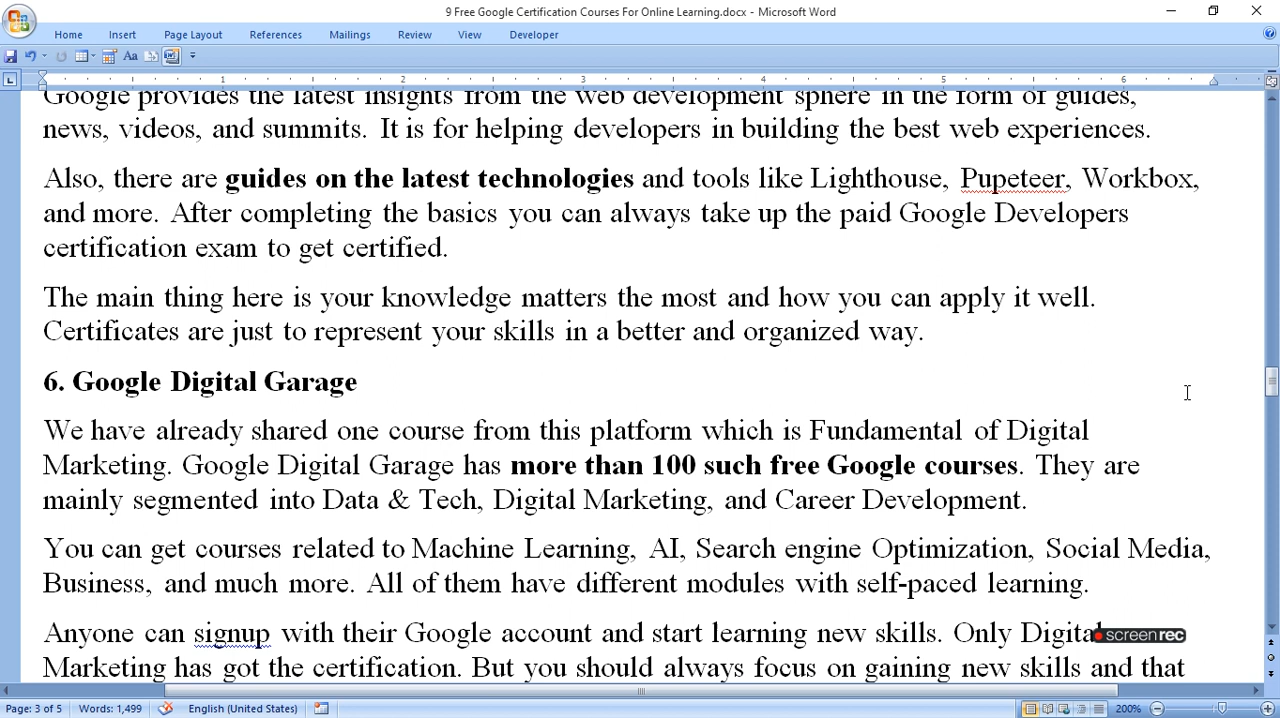 9 Free Google Certification Courses For Online Learning.docx - Microsoft Word
Home Insert Page Layout References Mailings Review View Developer
Aa
1 2 3 4 5 6
Google provides the latest insights from the web development sphere in the form of guides,
news, videos, and summits. It is for helping developers in building the best web experiences.
Also, there are guides on the latest technologies and tools like Lighthouse, Pupeteer, Workbox,
and more. After completing the basics you can always take up the paid Google Developers
certification exam to get certified.
The main thing here is your knowledge matters the most and how you can apply it well.
Certificates are just to represent your skills in a better and organized way.
6. Google Digital Garage
We have already shared one course from this platform which is Fundamental of Digital
Marketing. Google Digital Garage has more than 100 such free Google courses. They are
mainly segmented into Data & Tech, Digital Marketing, and Career Development.
You can get courses related to Machine Learning, AI, Search engine Optimization, Social Media,
Business, and much more. All of them have different modules with self-paced learning.
Anyone can signup with their Google account and start learning new skills. Only Digital
screenrec
Marketing has got the certification. But you should always focus on gaining new skills and that
Page: 3 of 5 Words: 1,499 English (United States) 200%